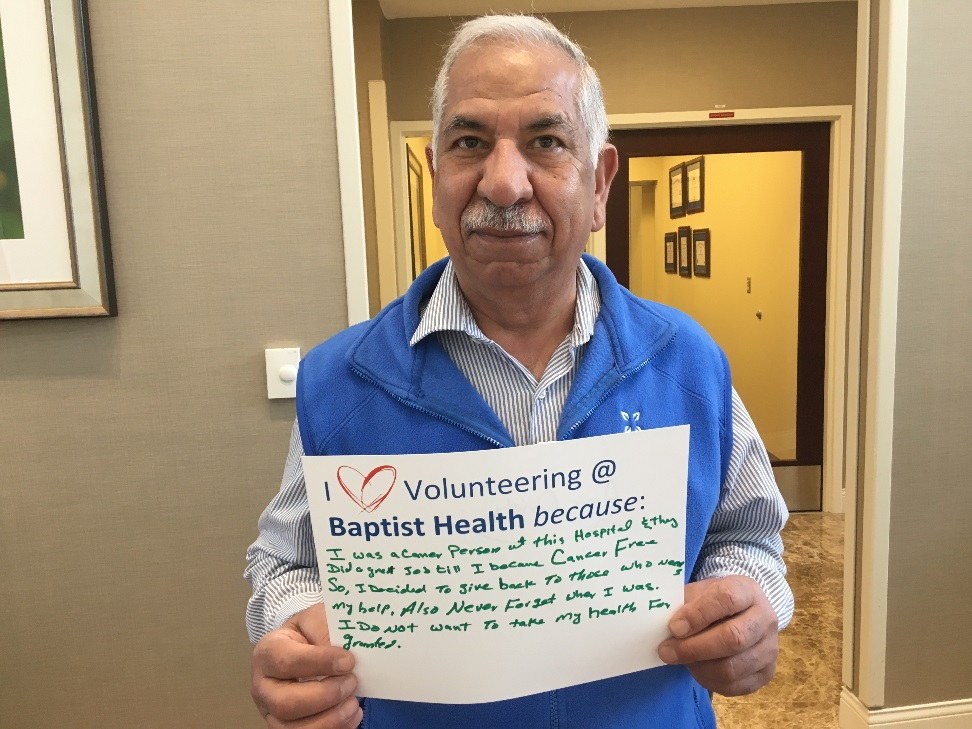 I Volunteering @
Baptist Health because:
I was a Cancer Person at this Hospital & they
Did a great Job till I became Cancer Free
So, I Decided To give back To Those who need
my help, Also Never Forget wher I was.
I Do Not want To take My Health For
granted.